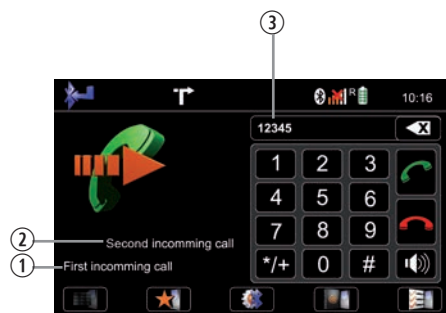 3
R 10:16
12345
1 2 3
4 5 6
7 8 9
*/+ 0 #
2 Second incomming call
1 First incomming call